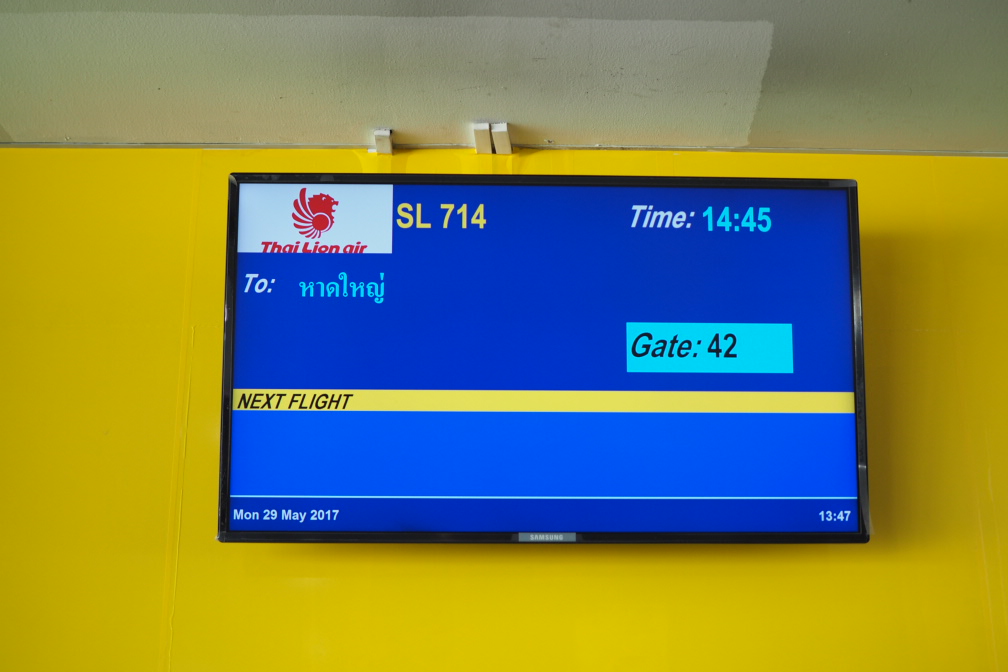 Thai Lion air
SL 714
Time: 14:45
To: หาดใหญ่
Gate: 42
NEXT FLIGHT
Mon 29 May 2017
13:47
SAMSUNG